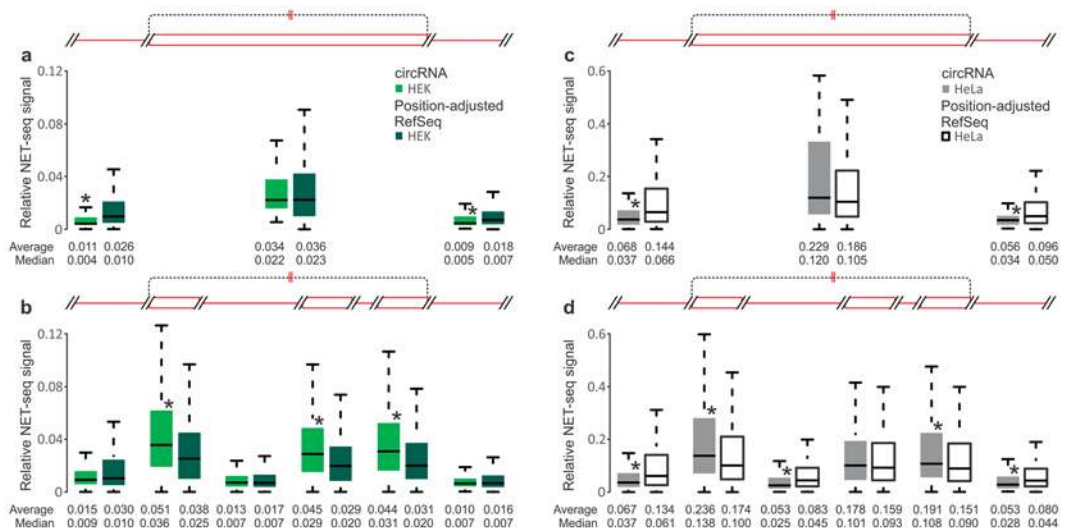 a
0.12
0.08
0.04
0
Relative NET-seq signal
circRNA
HEK
Position-adjusted
RefSeq
HEK
*
*
Average 0.011 0.026 0.034 0.036 0.009 0.018
Median 0.004 0.010 0.022 0.023 0.005 0.007
c
0.6
0.4
0.2
0
Relative NET-seq signal
circRNA
HeLa
Position-adjusted
RefSeq
HeLa
*
*
Average 0.068 0.144 0.229 0.186 0.056 0.096
Median 0.037 0.066 0.120 0.105 0.034 0.050
b
0.12
0.08
0.04
0
Relative NET-seq signal
*
*
*
Average 0.015 0.030 0.051 0.038 0.013 0.017 0.045 0.029 0.044 0.031 0.010 0.016
Median 0.009 0.010 0.036 0.025 0.007 0.007 0.029 0.020 0.031 0.020 0.007 0.007
d
0.6
0.4
0.2
0
Relative NET-seq signal
*
*
*
*
*
Average 0.067 0.134 0.236 0.174 0.053 0.083 0.178 0.159 0.191 0.151 0.053 0.080
Median 0.037 0.061 0.138 0.100 0.025 0.045 0.101 0.093 0.090 0.044